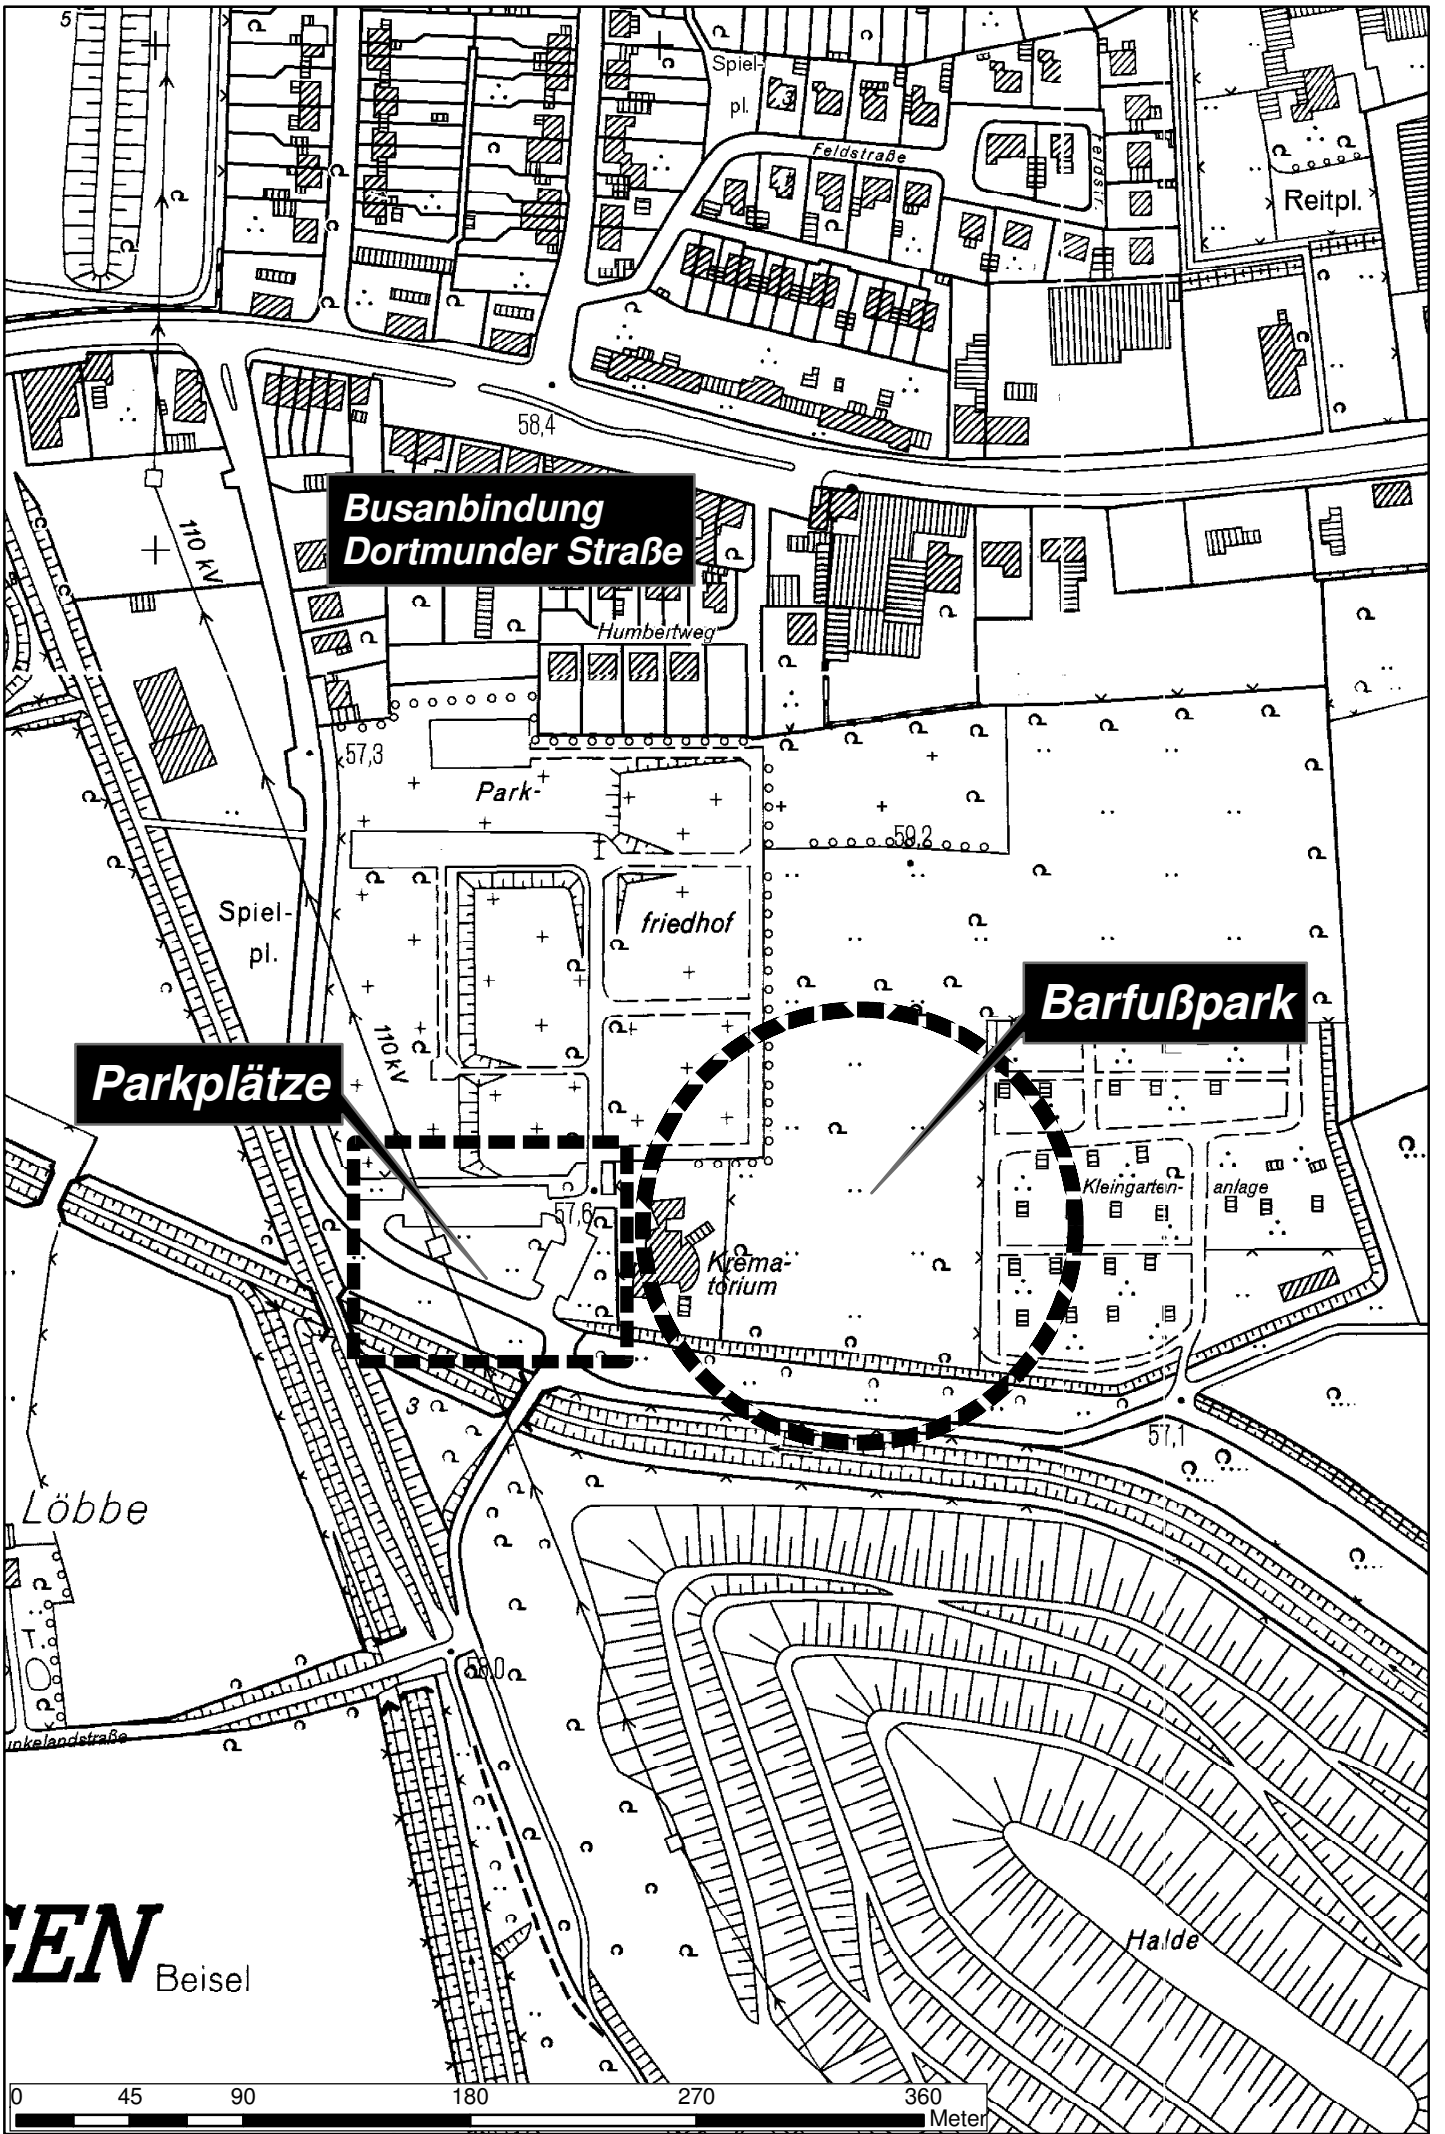 5
Spiel-
pl.
Feldstraße
Feldstr.
Reitpl.
58,4
Busanbindung
Dortmunder Straße
110 kV
Humbertweg
57,3
Park-
59,2
Spiel-
pl.
friedhof
Barfußpark
110 kV
Parkplätze
Kleingarten-
anlage
57,6
Krema-
torium
3
57,1
Löbbe
58,0
unkelandstraße
Halde
GEN
Beisel
0
45
90
180
270
360
Meter